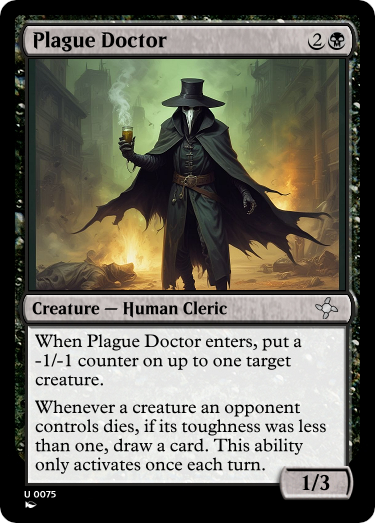 Plague Doctor 2
Creature — Human Cleric
When Plague Doctor enters, put a
-1/-1 counter on up to one target
creature.
Whenever a creature an opponent
controls dies, if its toughness was less
than one, draw a card. This ability
only activates once each turn.
1/3
U 0075